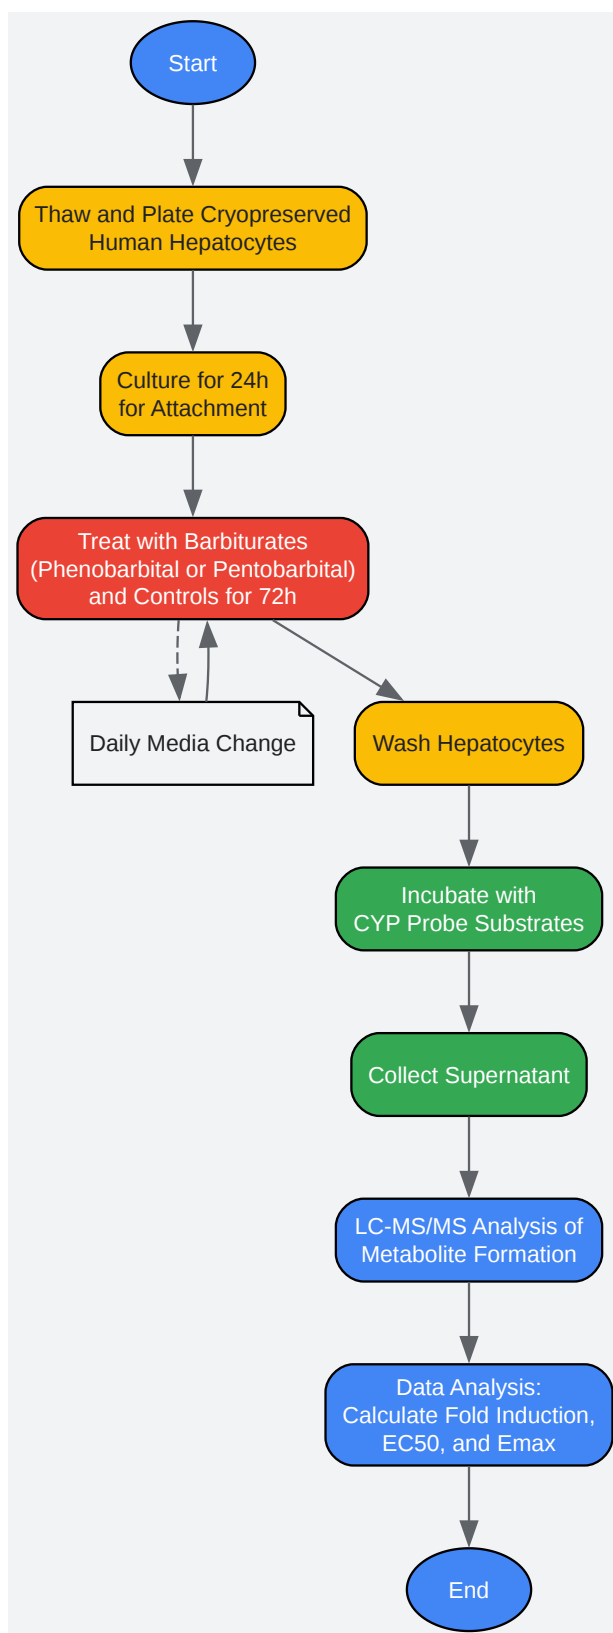 Start
Thaw and Plate Cryopreserved
Human Hepatocytes
Culture for 24h
for Attachment
Treat with Barbiturates
(Phenobarbital or Pentobarbital)
and Controls for 72h
Daily Media Change
Wash Hepatocytes
Incubate with
CYP Probe Substrates
Collect Supernatant
LC-MS/MS Analysis of
Metabolite Formation
Data Analysis:
Calculate Fold Induction,
EC50, and Emax
End